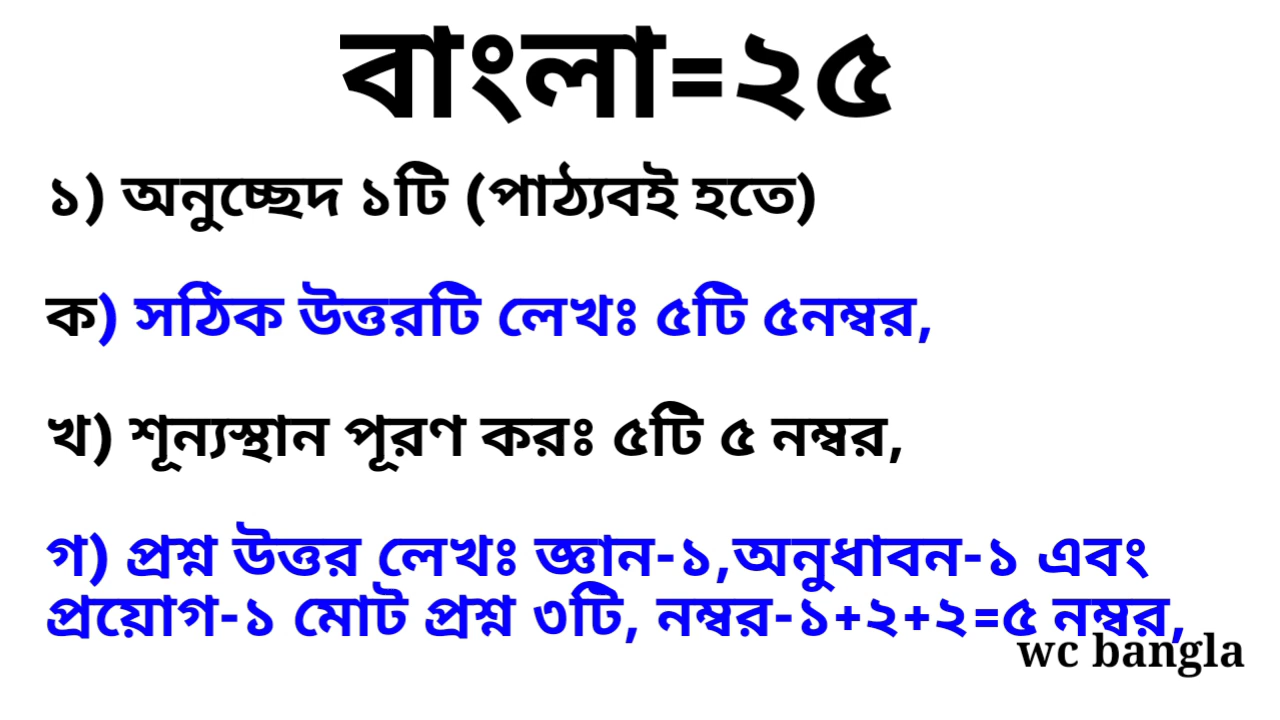 বাংলা=২৫
১) অনুচ্ছেদ ১টি (পাঠ্যবই হতে)
ক) সঠিক উত্তরটি লেখঃ ৫টি ৫নম্বর,
খ) শূন্যস্থান পূরণ করঃ ৫টি ৫ নম্বর,
গ) প্রশ্ন উত্তর লেখঃ জ্ঞান-১,অনুধাবন-১ এবং
প্রয়োগ-১ মোট প্রশ্ন ৩টি, নম্বর-১+২+২=৫ নম্বর,
wc bangla